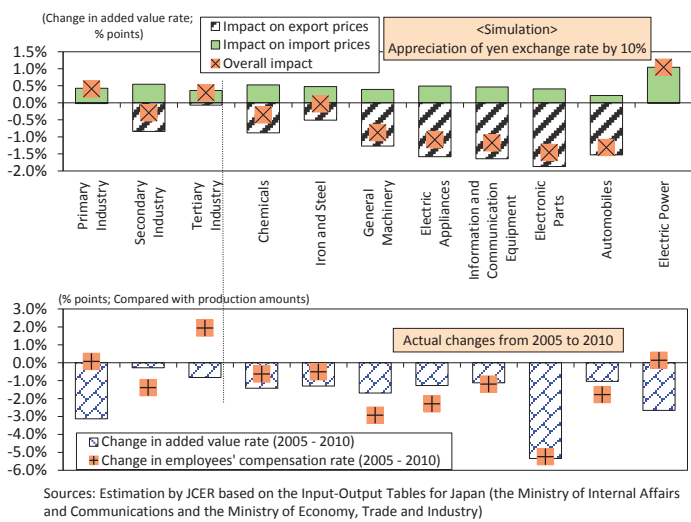 (Change in added value rate;
% points)
Impact on export prices
Impact on import prices
Overall impact
<Simulation>
Appreciation of yen exchange rate by 10%
1.5%
1.0%
0.5%
0.0%
-0.5%
-1.0%
-1.5%
-2.0%
Primary
Industry
Secondary
Industry
Tertiary
Industry
Chemicals
Iron and Steel
General
Machinery
Electric
Appliances
Information and
Communication
Equipment
Electronic
Parts
Automobiles
Electric Power
(% points; Compared with production amounts)
3.0%
2.0%
1.0%
0.0%
-1.0%
-2.0%
-3.0%
-4.0%
-5.0%
-6.0%
Actual changes from 2005 to 2010
Change in added value rate (2005 - 2010)
Change in employees' compensation rate (2005 - 2010)
Sources: Estimation by JCER based on the Input-Output Tables for Japan (the Ministry of Internal Affairs
and Communications and the Ministry of Economy, Trade and Industry)